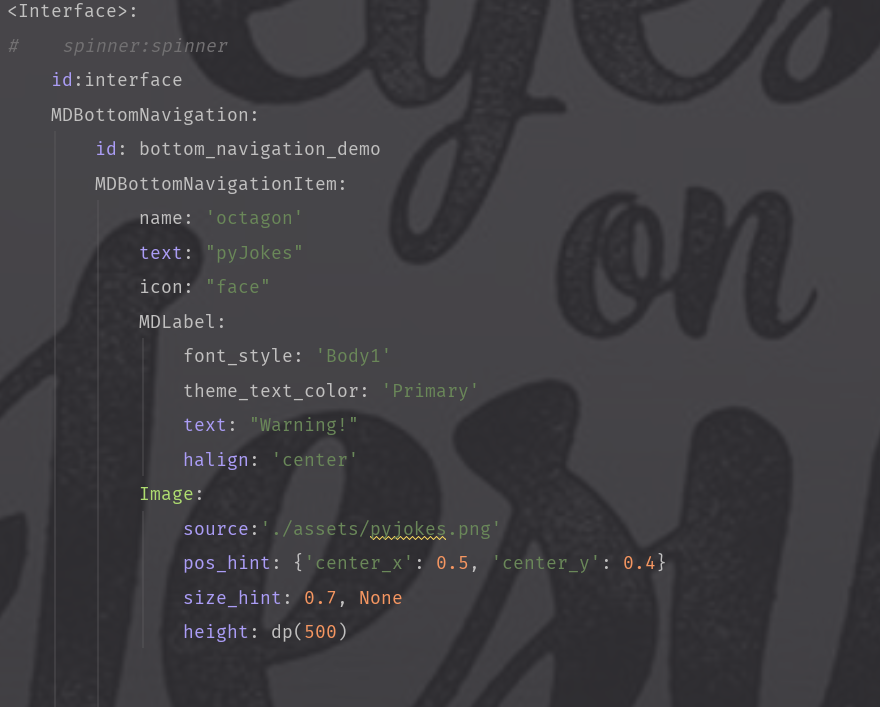 <Interface>:
#    spinner:spinner
    id:interface
    MDBottomNavigation:
        id: bottom_navigation_demo
        MDBottomNavigationItem:
            name: 'octagon'
            text: "pyJokes"
            icon: "face"
            MDLabel:
                font_style: 'Body1'
                theme_text_color: 'Primary'
                text: "Warning!"
                halign: 'center'
            Image:
                source:'./assets/pyjokes.png'
                pos_hint: {'center_x': 0.5, 'center_y': 0.4}
                size_hint: 0.7, None
                height: dp(500)
eyes
on